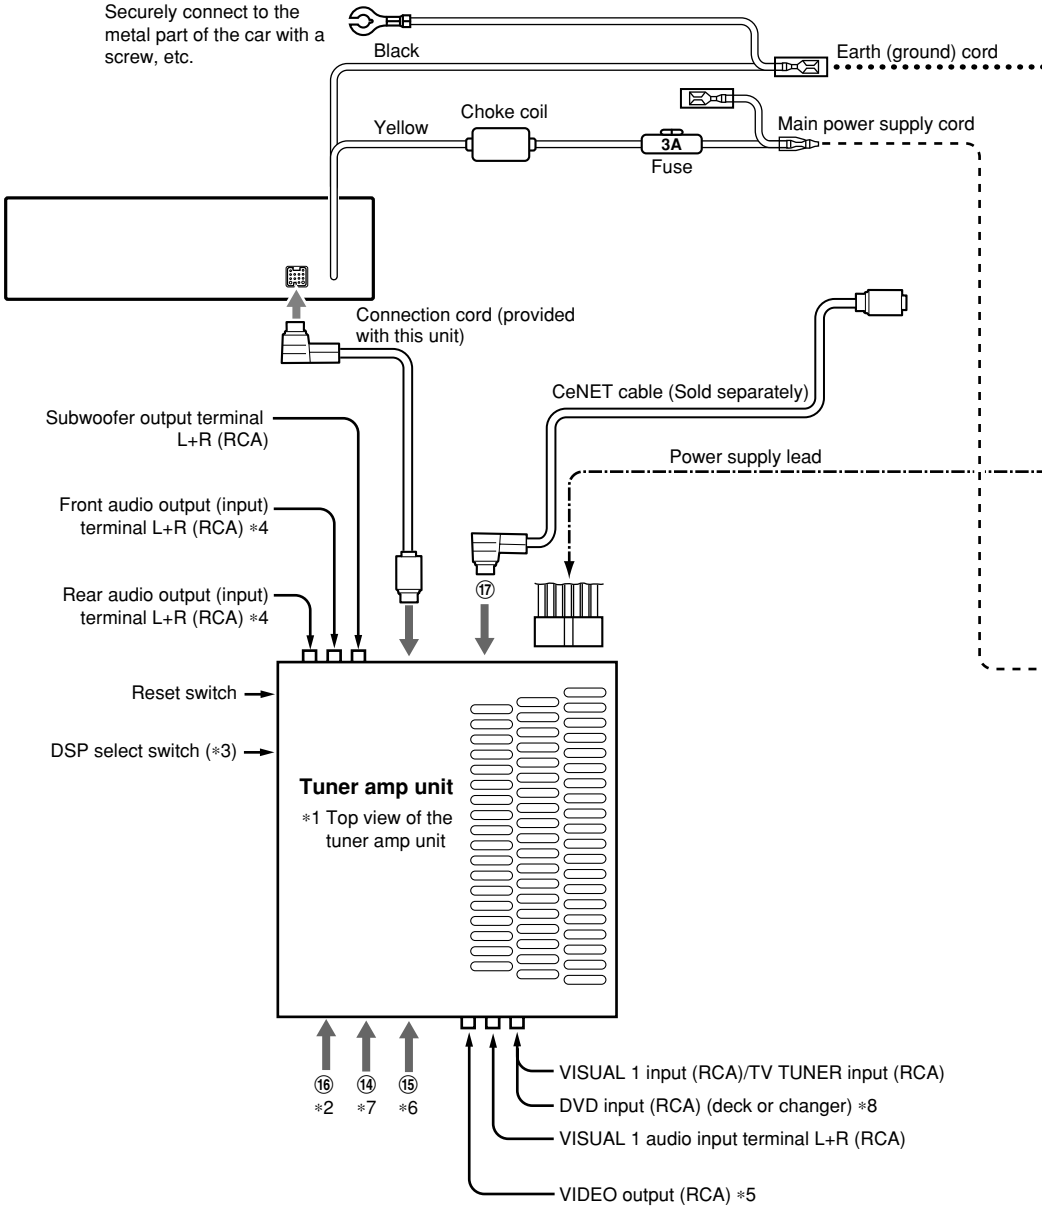 Securely connect to the
metal part of the car with a
screw, etc.
Black
Earth (ground) cord
Choke coil
Yellow
3A
Fuse
Main power supply cord
Connection cord (provided
with this unit)
CeNET cable (Sold separately)
Subwoofer output terminal
L+R (RCA)
Power supply lead
Front audio output (input)
terminal L+R (RCA) *4
⑰
Rear audio output (input)
terminal L+R (RCA) *4
Reset switch
DSP select switch (*3)
Tuner amp unit
*1 Top view of the
tuner amp unit
⑯ ⑭ ⑮
*2 *7 *6
VISUAL 1 input (RCA)/TV TUNER input (RCA)
DVD input (RCA) (deck or changer) *8
VISUAL 1 audio input terminal L+R (RCA)
VIDEO output (RCA) *5